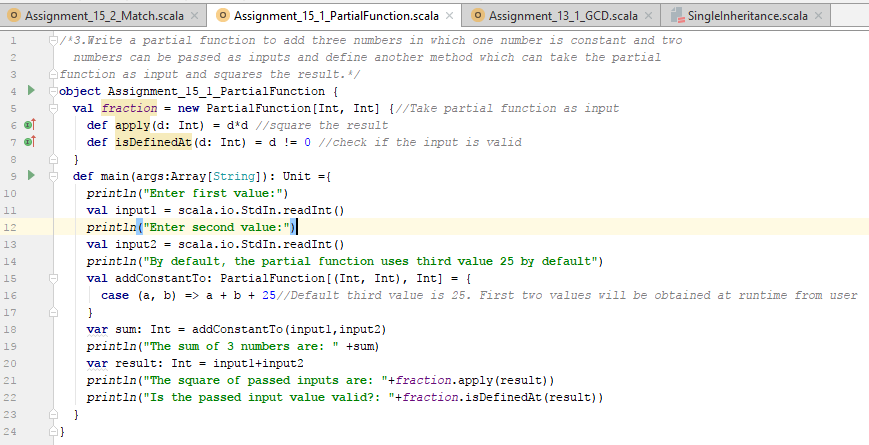 Assignment_15_2_Match.scala × Assignment_15_1_PartialFunction.scala × Assignment_13_1_GCD.scala × SingleInheritance.scala ×
1 /*3.Write a partial function to add three numbers in which one number is constant and two
2 numbers can be passed as inputs and define another method which can take the partial
3 function as input and squares the result.*/
4 object Assignment_15_1_PartialFunction {
5 val fraction = new PartialFunction[Int, Int] {//Take partial function as input
6 def apply(d: Int) = d*d //square the result
7 def isDefinedAt(d: Int) = d != 0 //check if the input is valid
8 }
9 def main(args:Array[String]): Unit ={
10 println("Enter first value:")
11 val input1 = scala.io.StdIn.readInt()
12 println("Enter second value:")
13 val input2 = scala.io.StdIn.readInt()
14 println("By default, the partial function uses third value 25 by default")
15 val addConstantTo: PartialFunction[(Int, Int), Int] = {
16 case (a, b) => a + b + 25//Default third value is 25. First two values will be obtained at runtime from user
17 }
18 var sum: Int = addConstantTo(input1,input2)
19 println("The sum of 3 numbers are: " +sum)
20 var result: Int = input1+input2
21 println("The square of passed inputs are: "+fraction.apply(result))
22 println("Is the passed input value valid?: "+fraction.isDefinedAt(result))
23 }
24 }